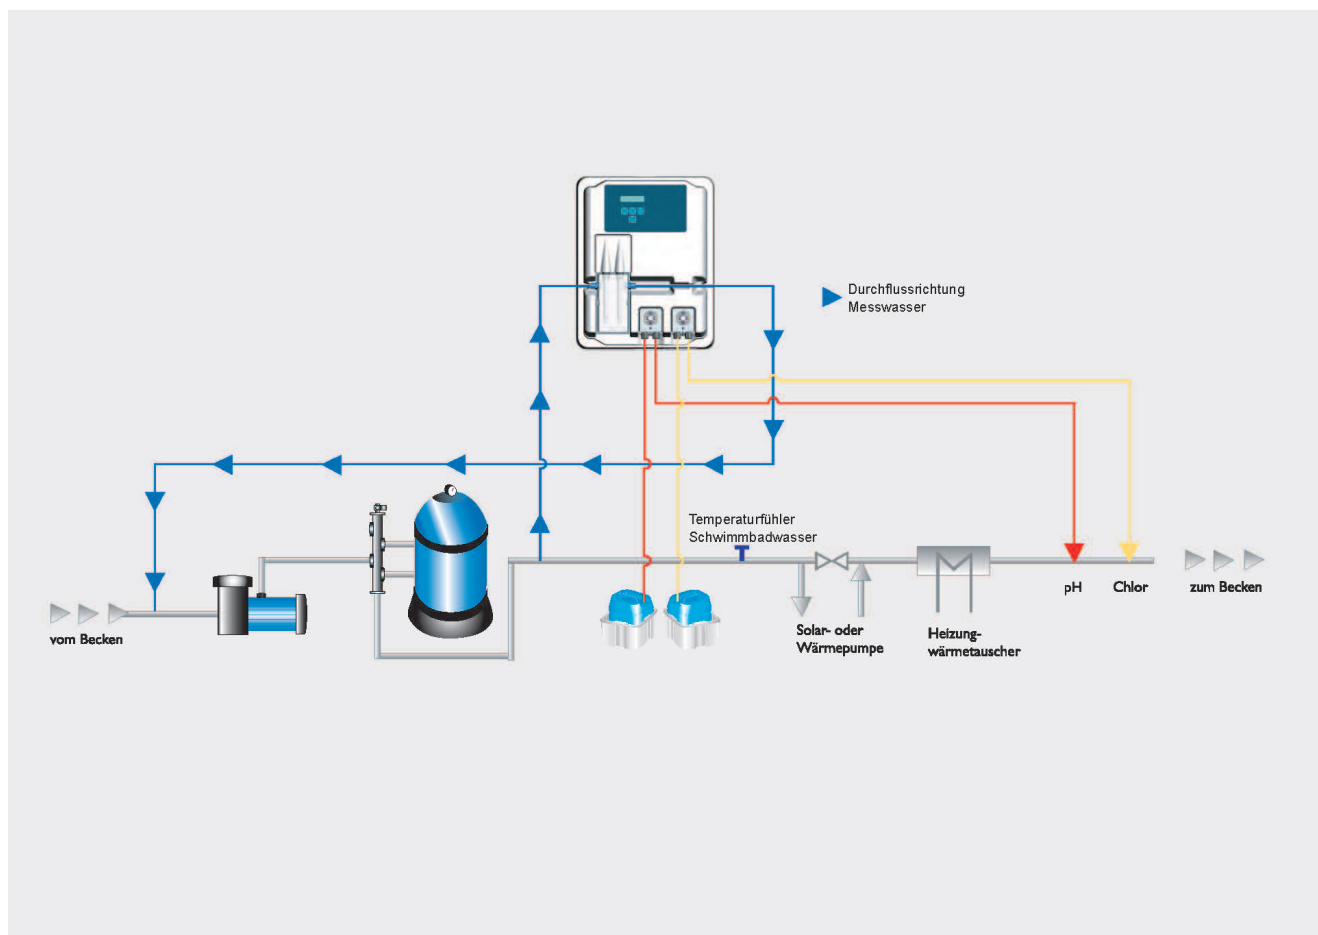 Durchflussrichtung
Messwasser
Temperaturfühler
Schwimmbadwasser
vom Becken
Solar- oder
Wärmepumpe
Heizung-
wärmetauscher
pH
Chlor
zum Becken